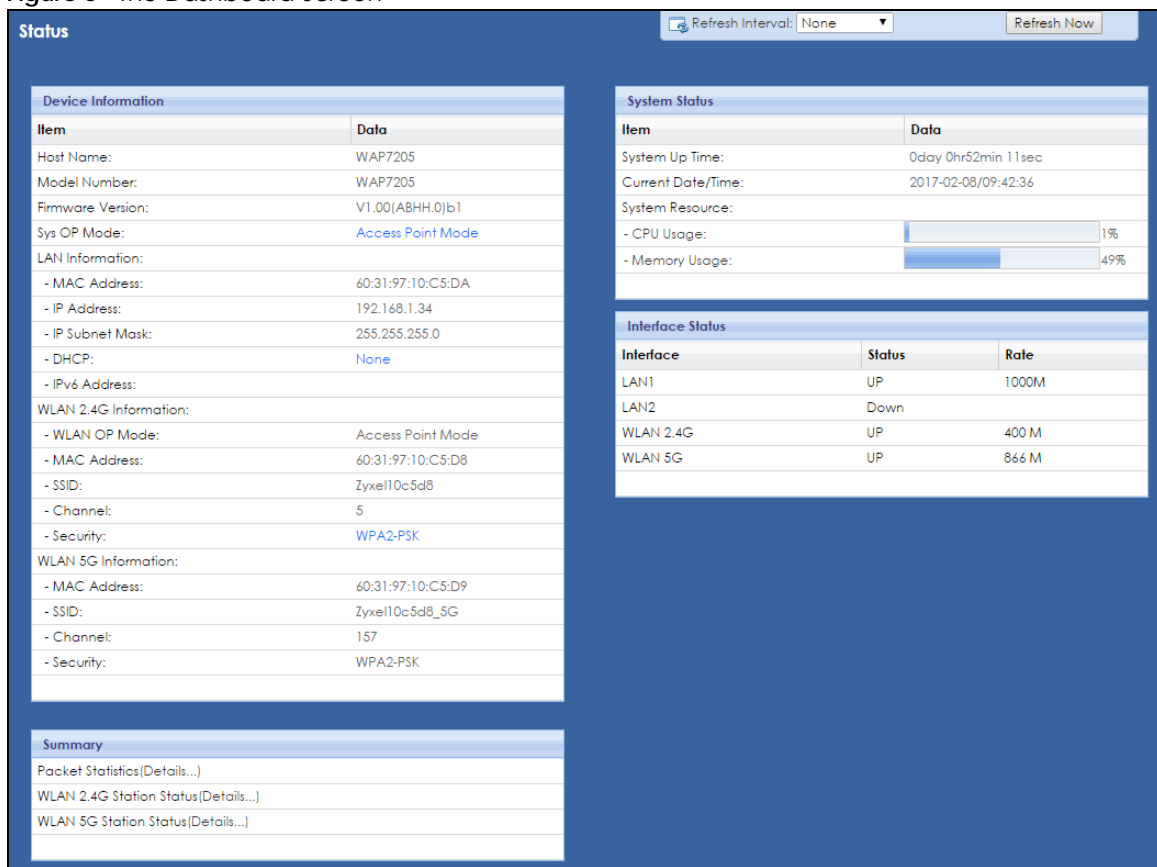 Status
Refresh Interval: None
Refresh Now
Device Information
Item Data
Host Name: WAP7205
Model Number: WAP7205
Firmware Version: V1.00(ABHH.0)b1
Sys OP Mode: Access Point Mode
LAN Information:
- MAC Address: 60:31:97:10:C5:DA
- IP Address: 192.168.1.34
- IP Subnet Mask: 255.255.255.0
- DHCP: None
- IPv6 Address:
WLAN 2.4G Information:
- WLAN OP Mode: Access Point Mode
- MAC Address: 60:31:97:10:C5:D8
- SSID: Zyxel10c5d8
- Channel: 5
- Security: WPA2-PSK
WLAN 5G Information:
- MAC Address: 60:31:97:10:C5:D9
- SSID: Zyxel10c5d8_5G
- Channel: 157
- Security: WPA2-PSK
Summary
Packet Statistics(Details...)
WLAN 2.4G Station Status(Details...)
WLAN 5G Station Status(Details...)
System Status
Item Data
System Up Time: 0day 0hr52min 11sec
Current Date/Time: 2017-02-08/09:42:36
System Resource:
- CPU Usage: 1%
- Memory Usage: 49%
Interface Status
Interface Status Rate
LAN1 UP 1000M
LAN2 Down
WLAN 2.4G UP 400 M
WLAN 5G UP 866 M